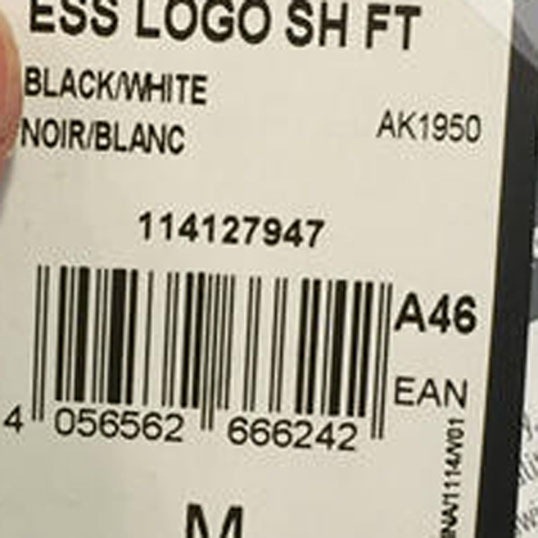 ESS LOGO SH FT
BLACK/WHITE
NOIR/BLANC
AK1950
114127947
A46
EAN
4 056562 666242
M